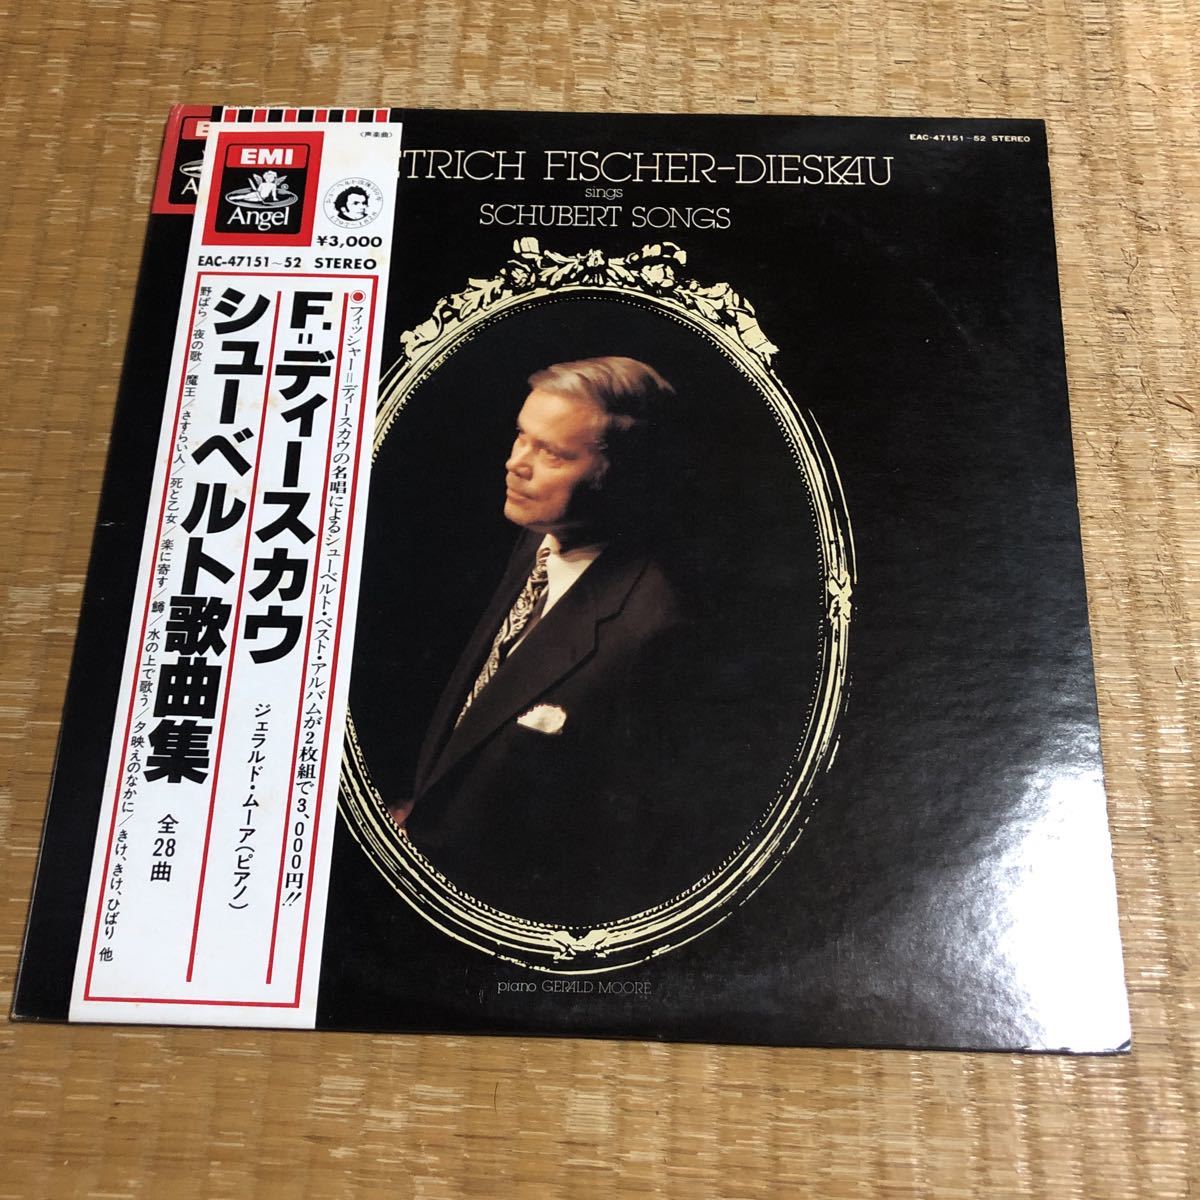 EAC-47151~52 STEREO
TRICH FISCHER-DIESKAU
sings
SCHUBERT SONGS
piano GERALD MOORE
〈声楽曲〉
EMI
Angel
¥3,000
EAC-47151~52 STEREO
●フィッシャー=ディースカウの名唱によるシューベルト・ベスト・アルバムが2枚組で3,000円!!
F.=ディースカウ
ジェラルド・ムーア(ピアノ)
シューベルト歌曲集
全28曲
野ばら/夜の歌/魔王/さすらい人/死と乙女/楽に寄す/鱒/水の上で歌う/夕映えのなかに/きけ、きけ、ひばり 他